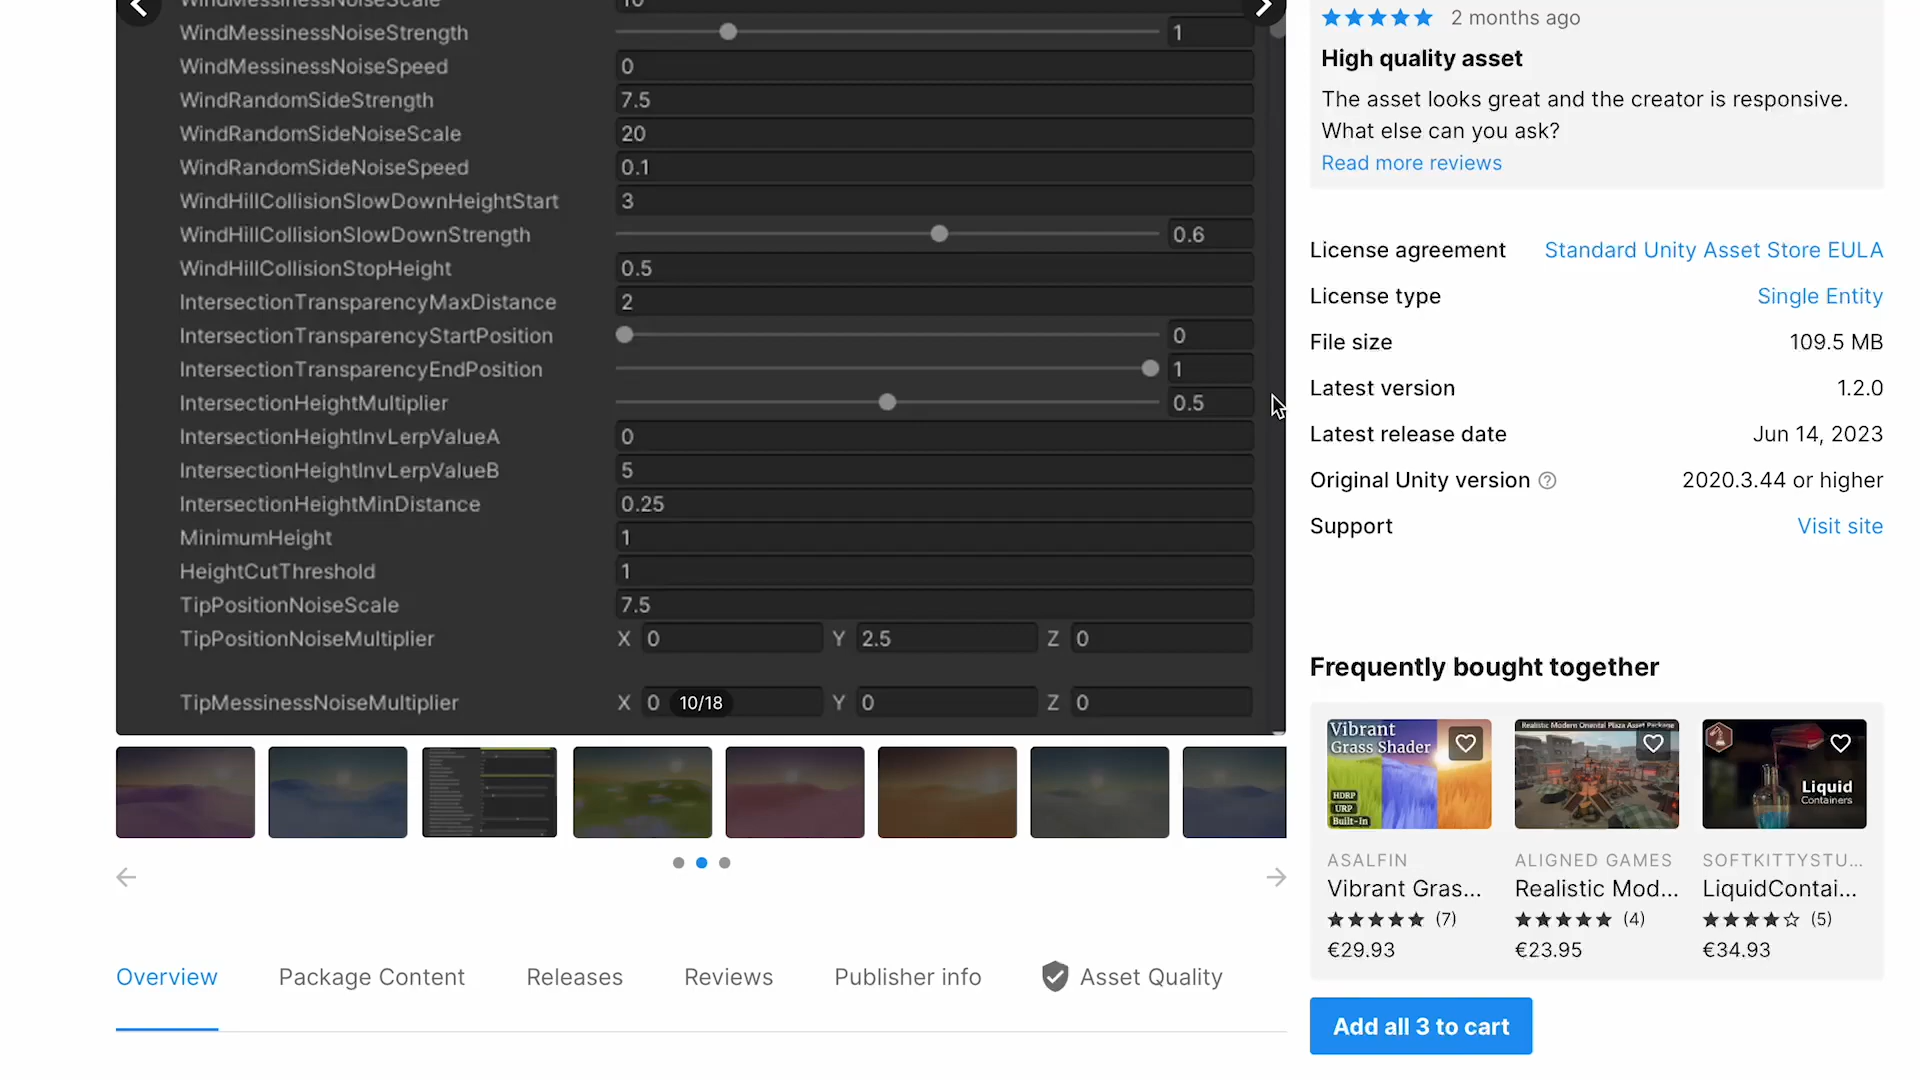 WindMessinessNoiseScale 10
WindMessinessNoiseStrength 1
WindMessinessNoiseSpeed 0
WindRandomSideStrength 7.5
WindRandomSideNoiseScale 20
WindRandomSideNoiseSpeed 0.1
WindHillCollisionSlowDownHeightStart 3
WindHillCollisionSlowDownStrength 0.6
WindHillCollisionStopHeight 0.5
IntersectionTransparencyMaxDistance 2
IntersectionTransparencyStartPosition 0
IntersectionTransparencyEndPosition 1
IntersectionHeightMultiplier 0.5
IntersectionHeightInvLerpValueA 0
IntersectionHeightInvLerpValueB 5
IntersectionHeightMinDistance 0.25
MinimumHeight 1
HeightCutThreshold 1
TipPositionNoiseScale 7.5
TipPositionNoiseMultiplier X 0 Y 2.5 Z 0
TipMessinessNoiseMultiplier X 0 10/18 Y 0 Z 0
Overview Package Content Releases Reviews Publisher info Asset Quality
2 months ago
High quality asset
The asset looks great and the creator is responsive.
What else can you ask?
Read more reviews
License agreement Standard Unity Asset Store EULA
License type Single Entity
File size 109.5 MB
Latest version 1.2.0
Latest release date Jun 14, 2023
Original Unity version ? 2020.3.44 or higher
Support Visit site
Frequently bought together
Vibrant
Grass Shader
HDRP
URP
Built-In
Realistic Modern Oriental Plaza Asset Package
Liquid
Containers
ASALFIN ALIGNED GAMES SOFTKITTYSTU...
Vibrant Gras... Realistic Mod... LiquidContai...
(7) (4) (5)
€29.93 €23.95 €34.93
Add all 3 to cart